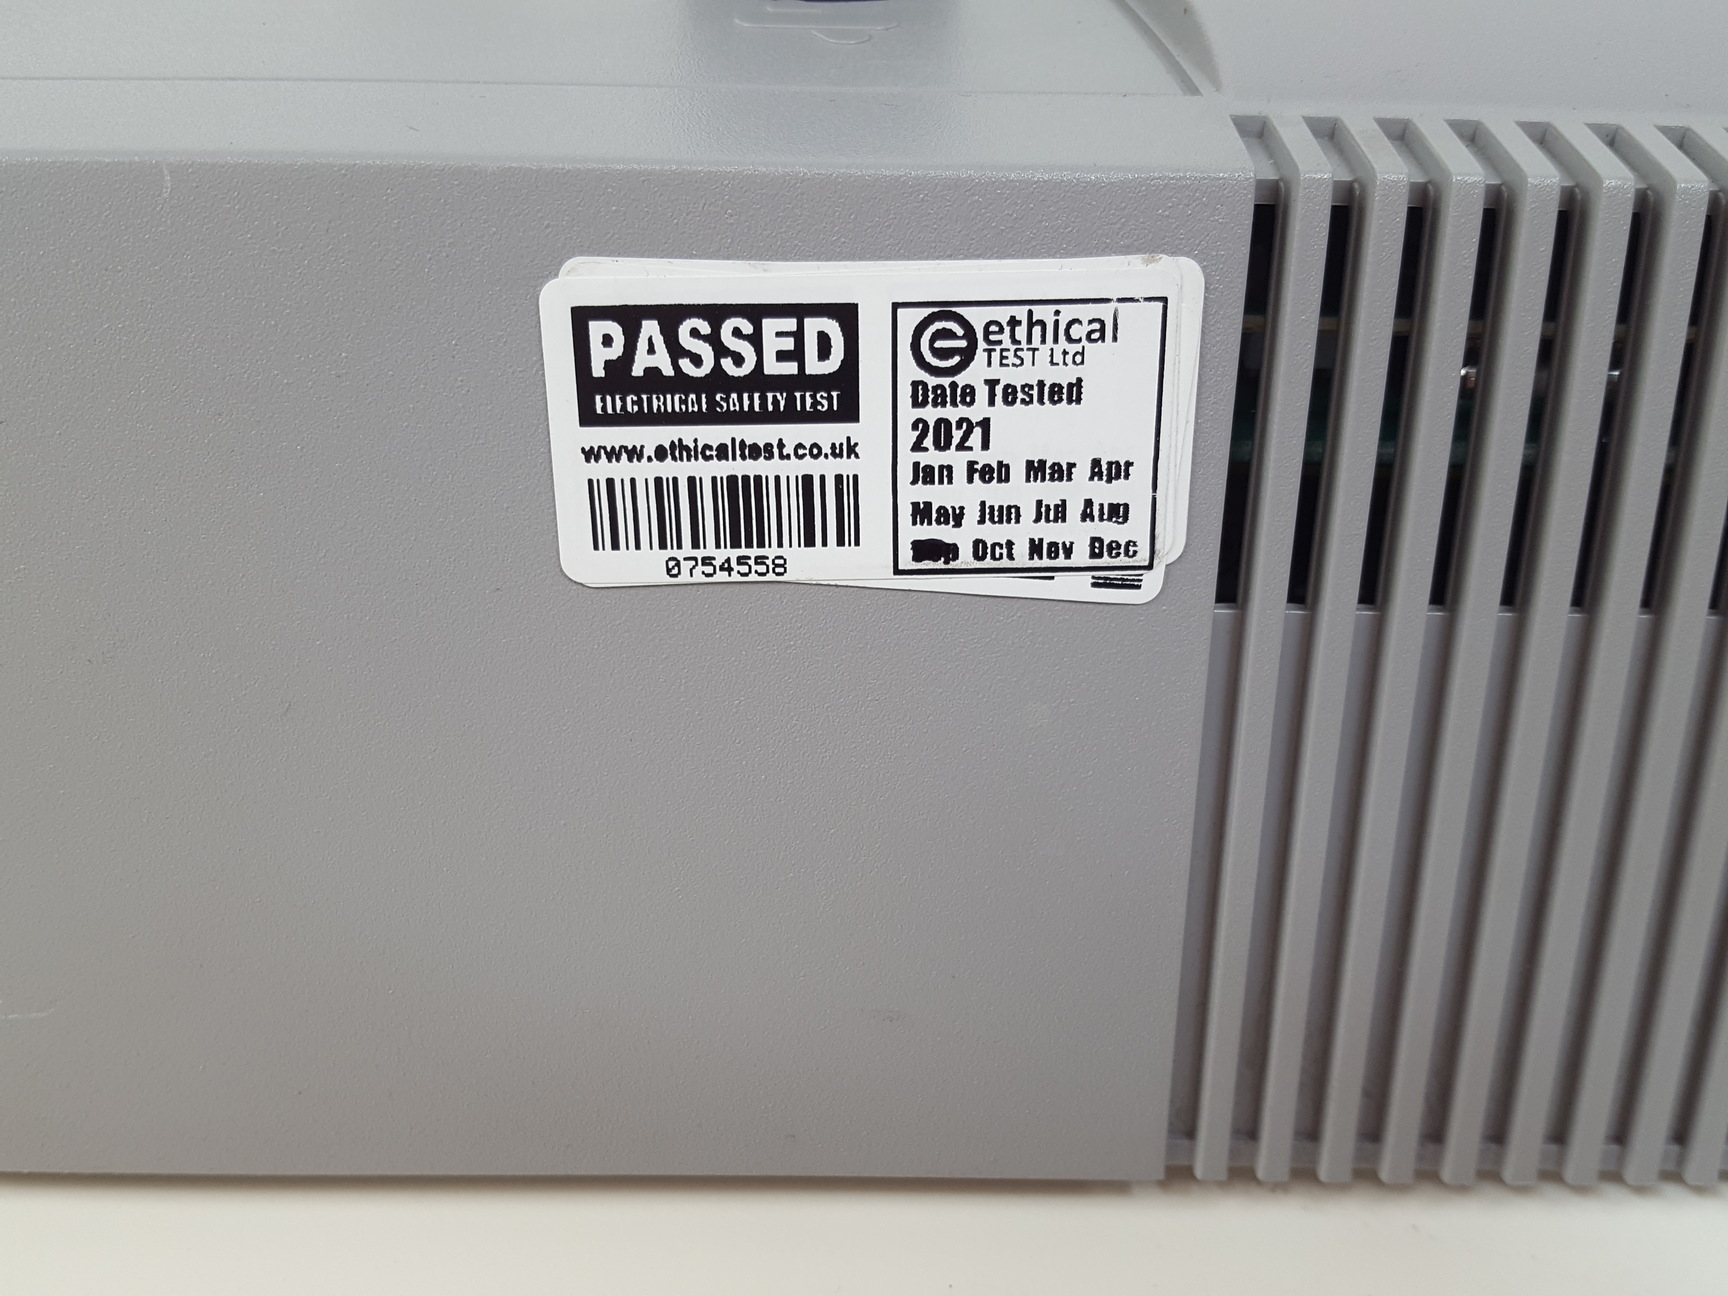 PASSED
ELECTRICAL SAFETY TEST
www.ethicaltest.co.uk
0754558
ethical
TEST Ltd
Date Tested
2021
Jan Feb Mar Apr
May Jun Jul Aug
Sep Oct Nov Dec